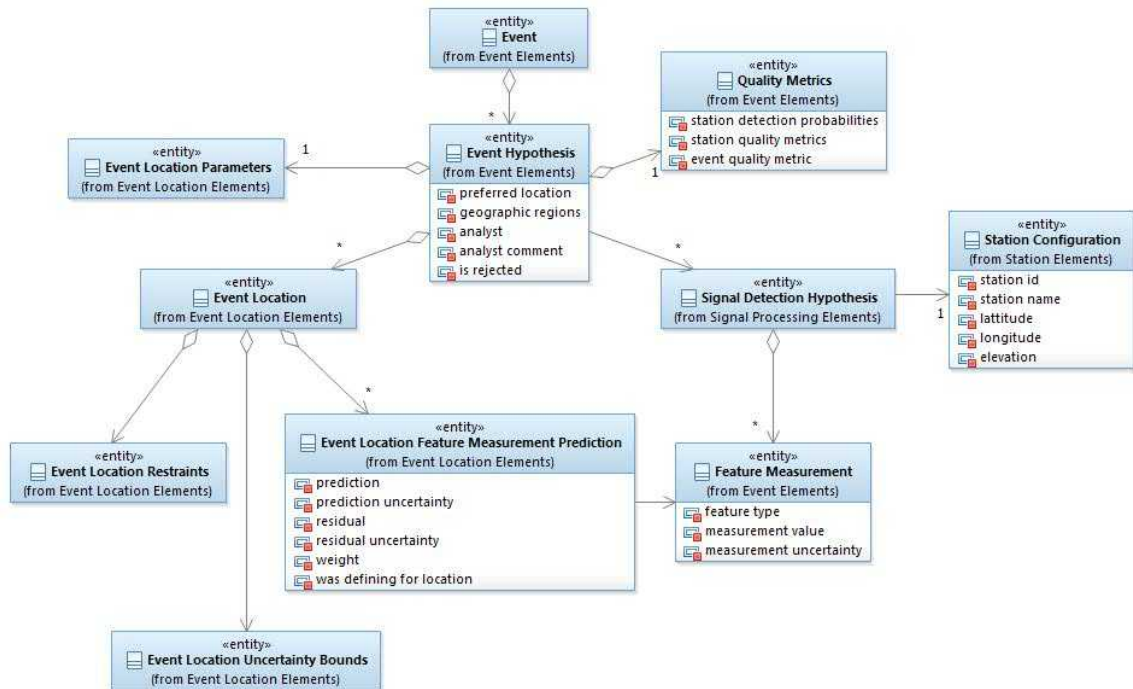 «entity»
Event
(from Event Elements)
*
«entity»
Quality Metrics
(from Event Elements)
station detection probabilities
station quality metrics
event quality metric
1
«entity»
Event Location Parameters
(from Event Location Elements)
1
«entity»
Event Hypothesis
(from Event Elements)
preferred location
geographic regions
analyst
analyst comment
is rejected
*
*
«entity»
Station Configuration
(from Station Elements)
station id
station name
lattitude
longitude
elevation
1
«entity»
Event Location
(from Event Location Elements)
«entity»
Signal Detection Hypothesis
(from Signal Processing Elements)
*
*
«entity»
Event Location Restraints
(from Event Location Elements)
«entity»
Event Location Feature Measurement Prediction
(from Event Location Elements)
prediction
prediction uncertainty
residual
residual uncertainty
weight
was defining for location
«entity»
Feature Measurement
(from Event Elements)
feature type
measurement value
measurement uncertainty
«entity»
Event Location Uncertainty Bounds
(from Event Location Elements)